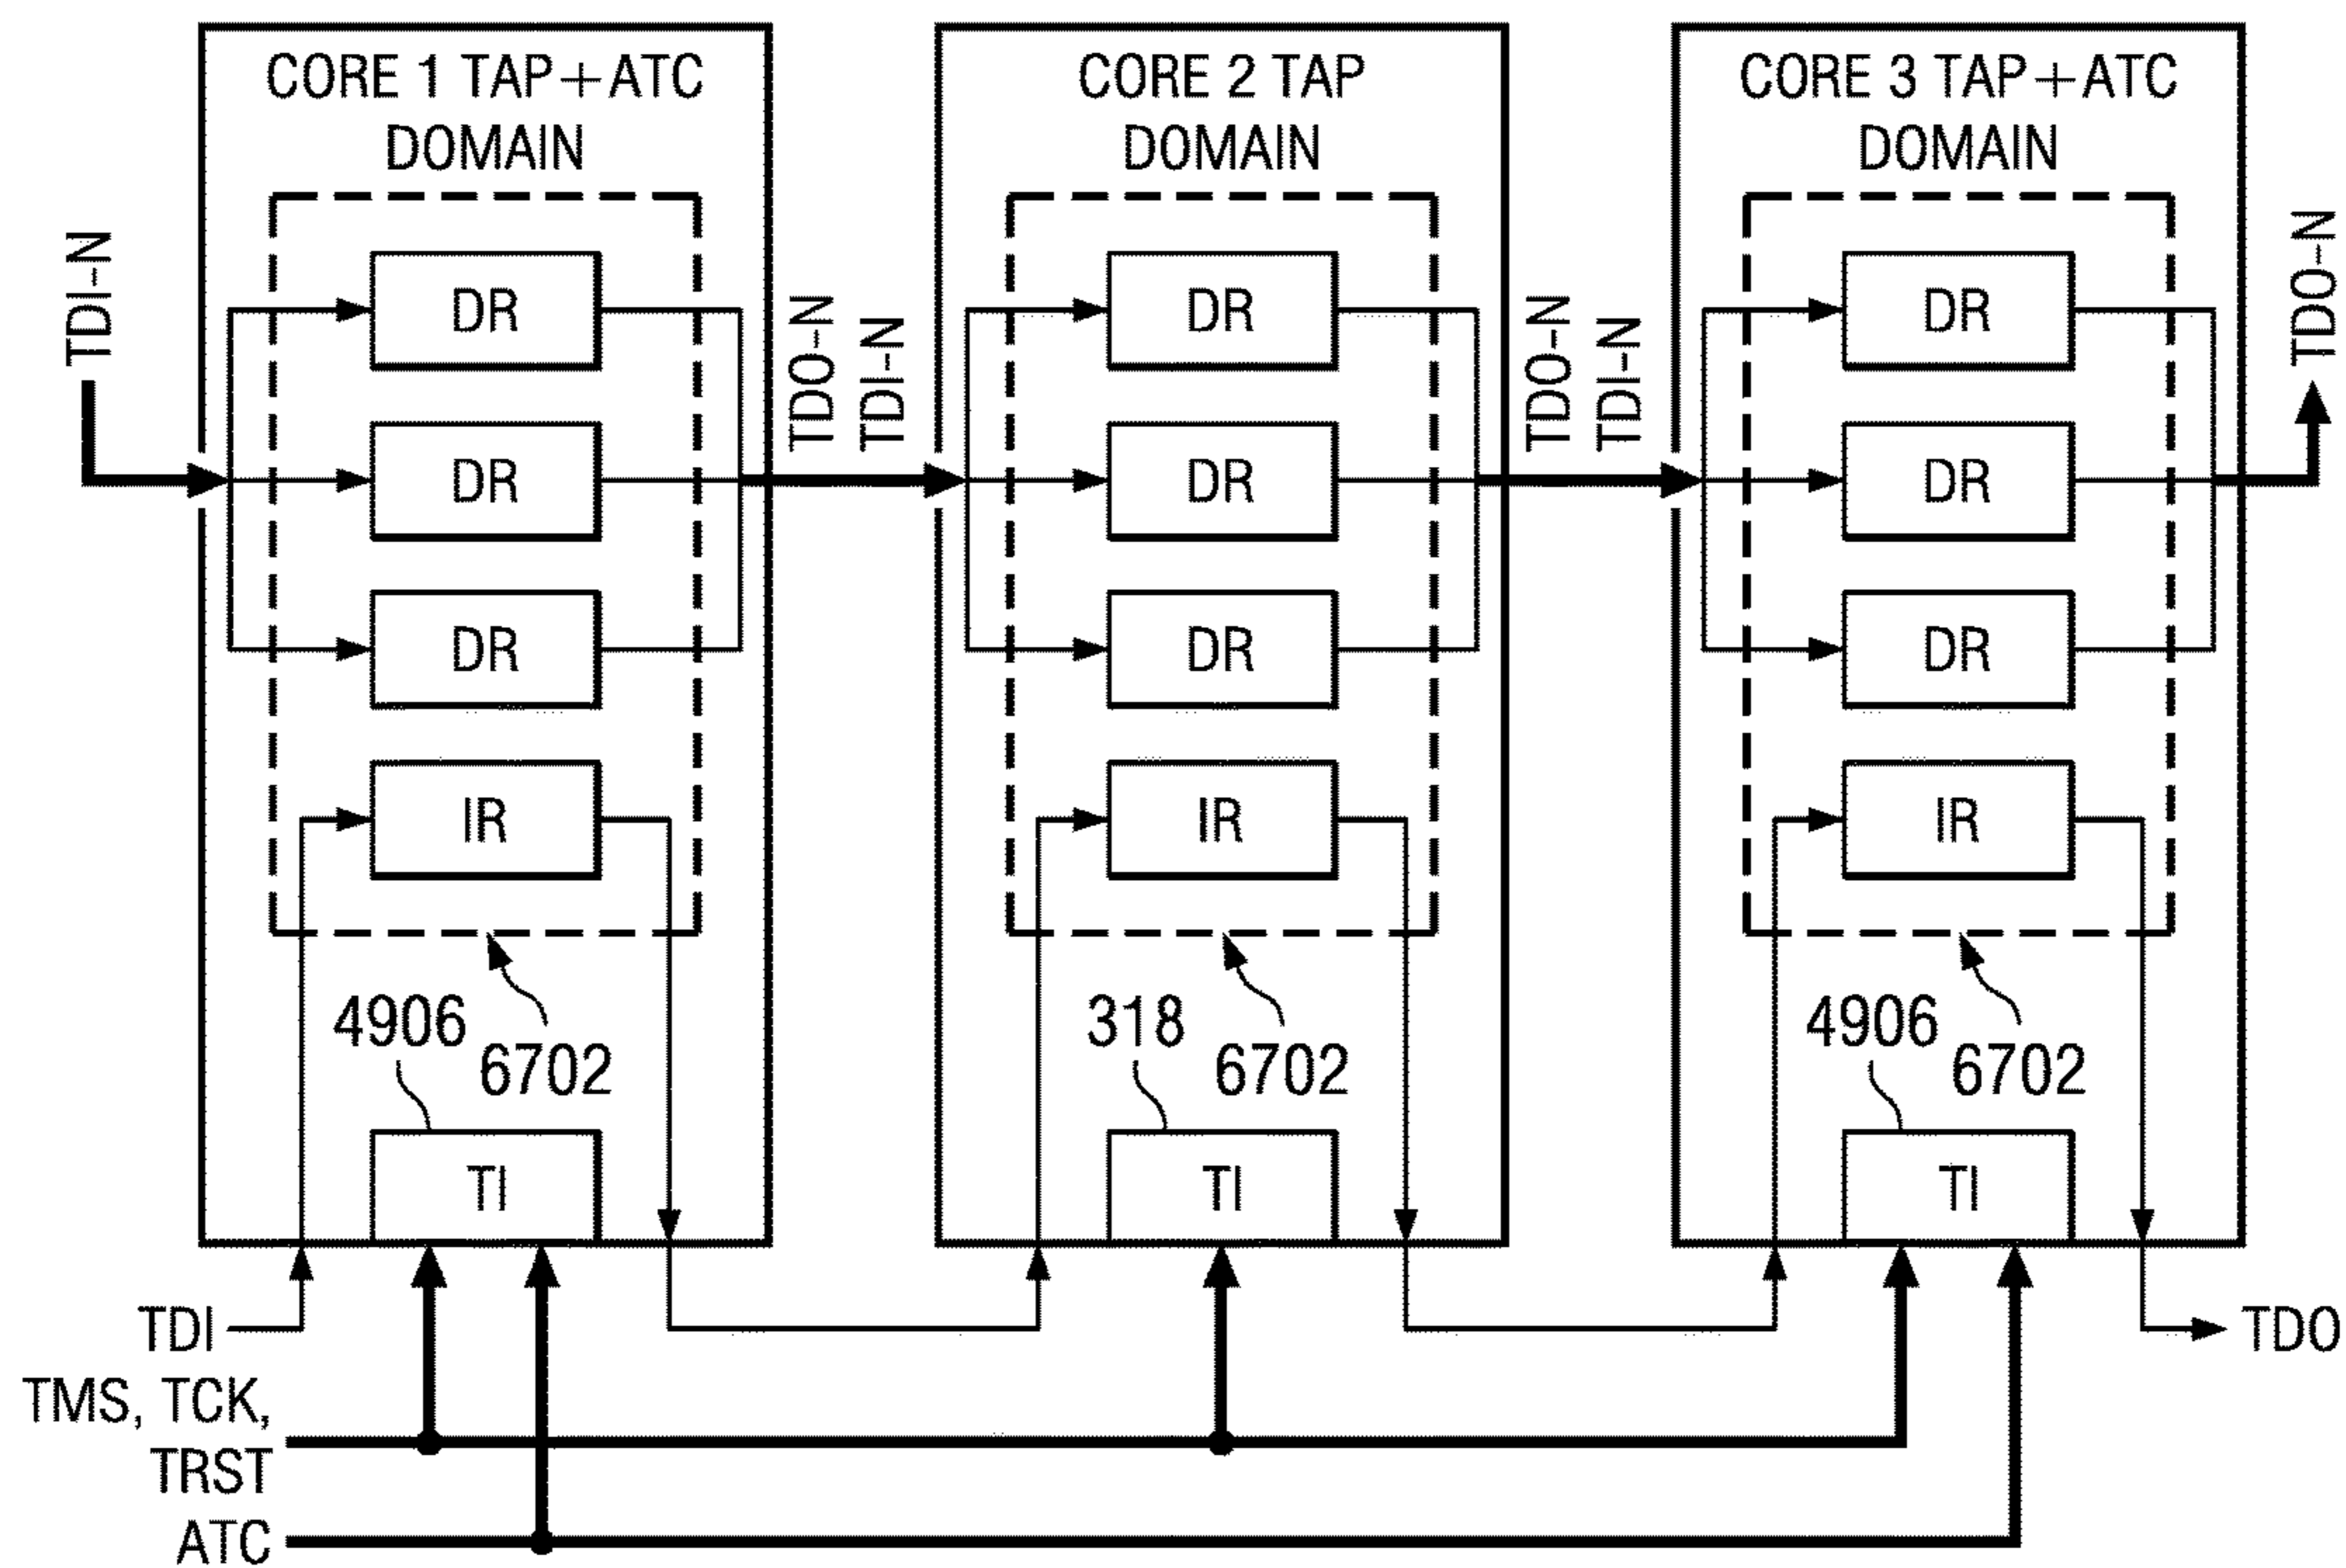 CORE 1 TAP+ATC
DOMAIN
CORE 2 TAP
DOMAIN
CORE 3 TAP+ATC
DOMAIN
TDI-N
DR
DR
DR
IR
TDO-N
TDI-N
DR
DR
DR
IR
TDO-N
TDI-N
DR
DR
DR
IR
TDO-N
4906
6702
318
6702
4906
6702
TI
TI
TI
TDI
TDO
TMS, TCK,
TRST
ATC